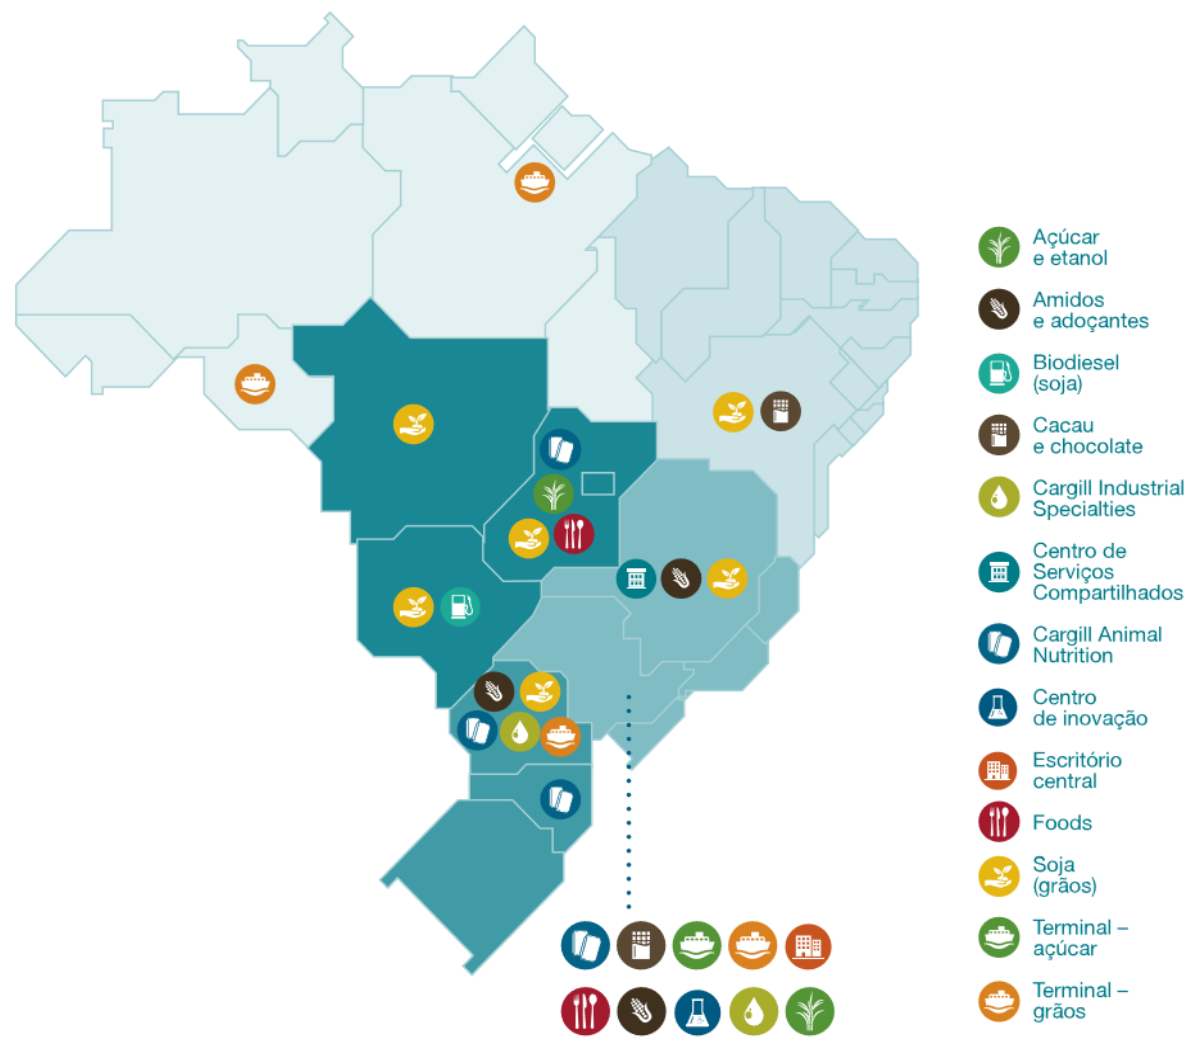 Açúcar
e etanol
Amidos
e adoçantes
Biodiesel
(soja)
Cacau
e chocolate
Cargill Industrial
Specialties
Centro de
Serviços
Compartilhados
Cargill Animal
Nutrition
Centro
de inovação
Escritório
central
Foods
Soja
(grãos)
Terminal –
açúcar
Terminal –
grãos